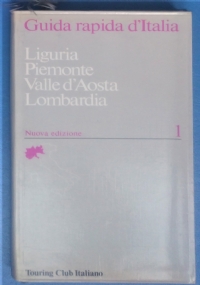 Guida rapida d'Italia
Liguria
Piemonte
Valle d'Aosta
Lombardia
Nuova edizione
1
Touring Club Italiano